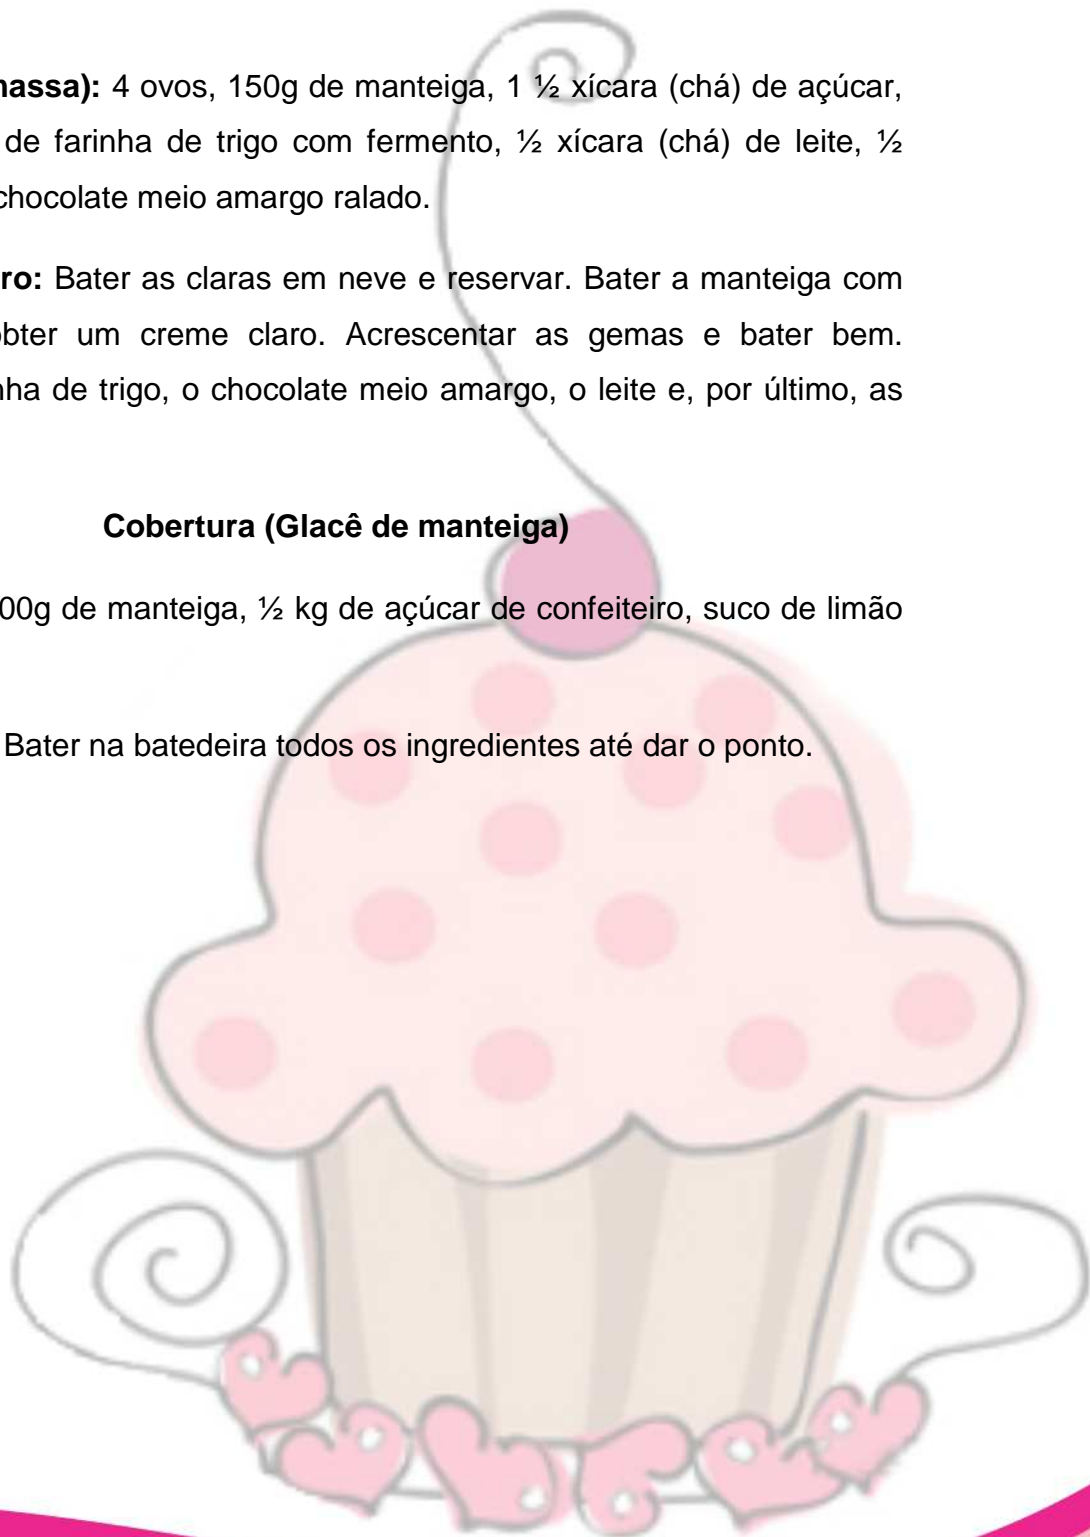 massa): 4 ovos, 150g de manteiga, 1 ½ xícara (chá) de açúcar,
de farinha de trigo com fermento, ½ xícara (chá) de leite, ½
chocolate meio amargo ralado.
ro: Bater as claras em neve e reservar. Bater a manteiga com
obter um creme claro. Acrescentar as gemas e bater bem.
nha de trigo, o chocolate meio amargo, o leite e, por último, as
Cobertura (Glacê de manteiga)
00g de manteiga, ½ kg de açúcar de confeiteiro, suco de limão
Bater na batedeira todos os ingredientes até dar o ponto.